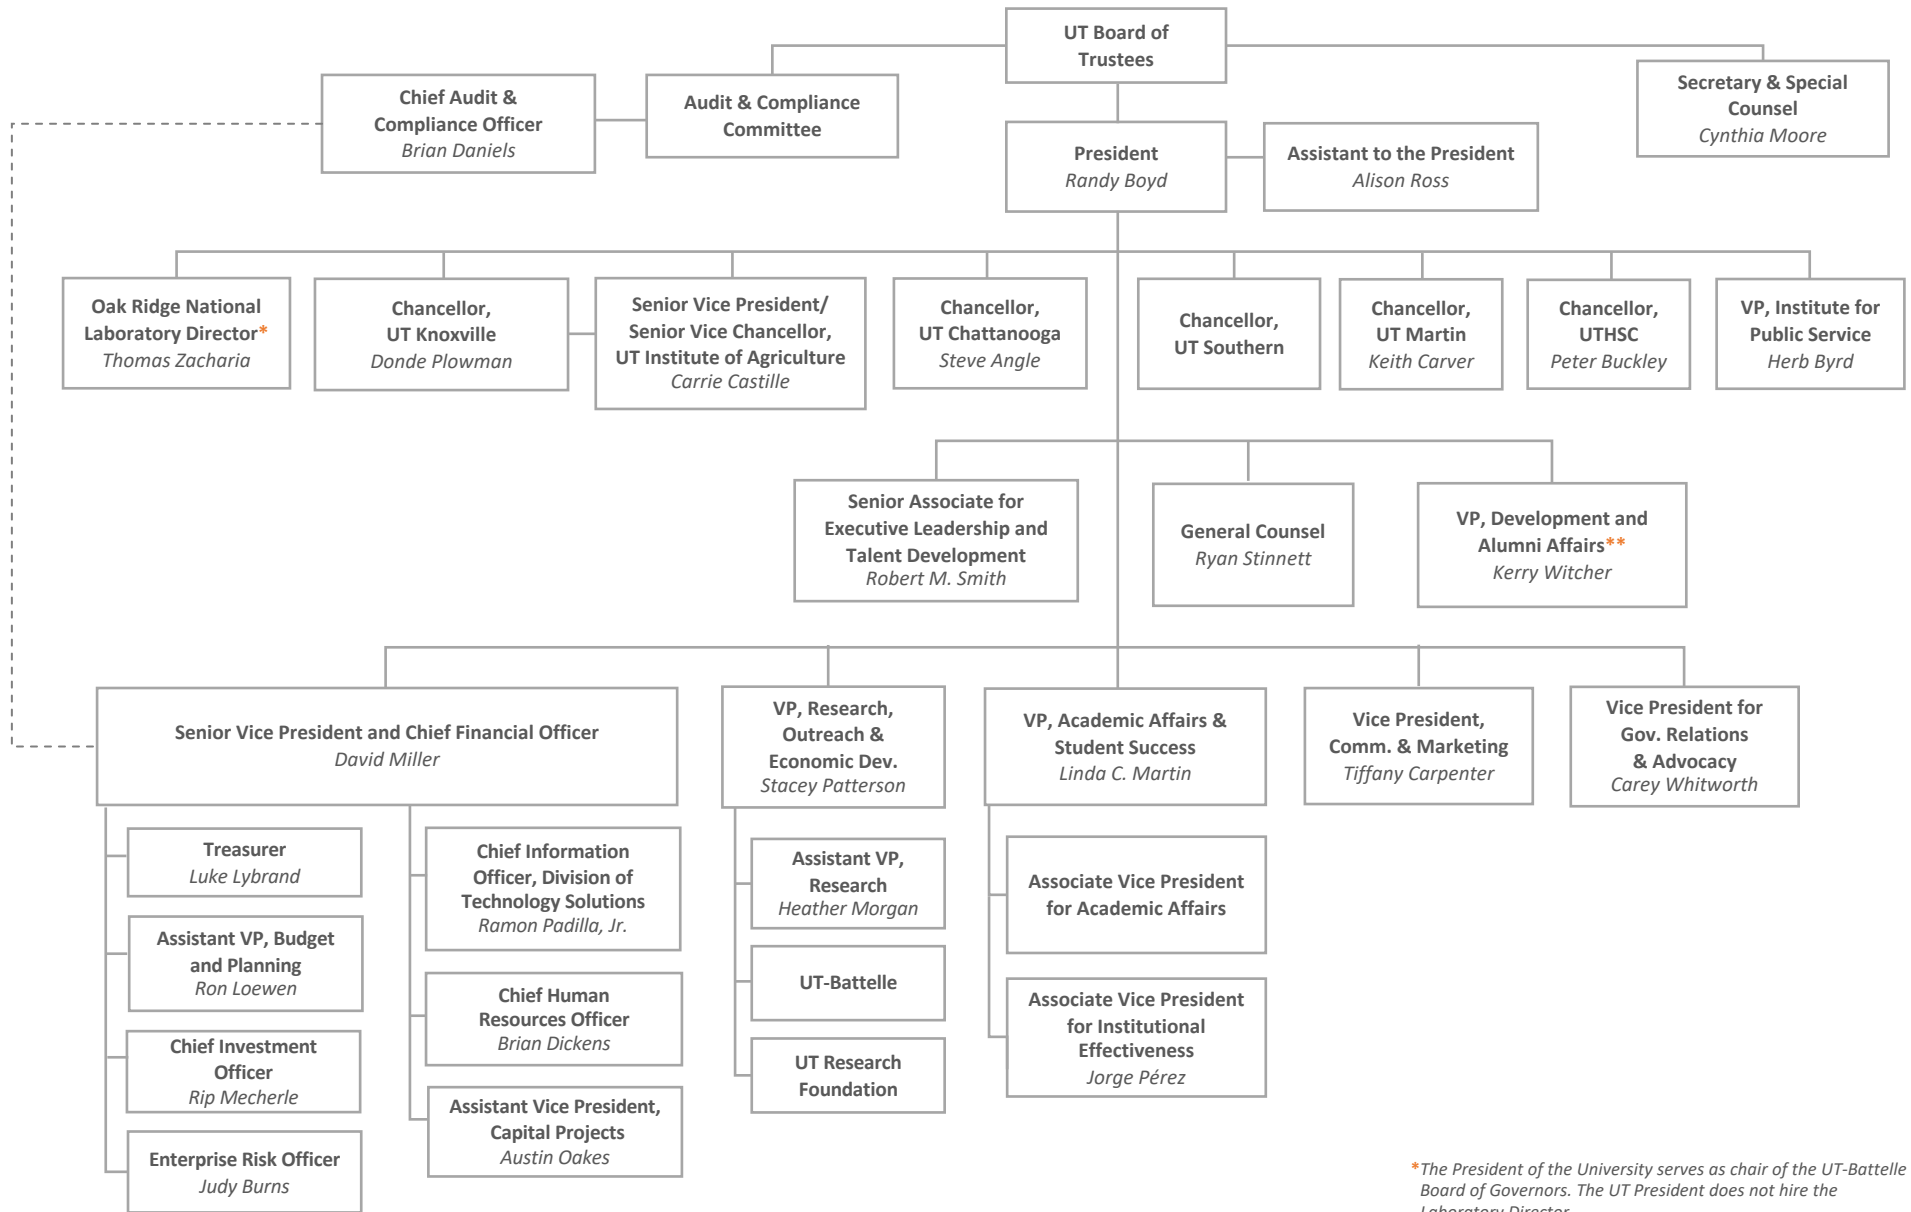 UT Board of
Trustees
Chief Audit &
Compliance Officer
Brian Daniels
Audit & Compliance
Committee
Secretary & Special
Counsel
Cynthia Moore
President
Randy Boyd
Assistant to the President
Alison Ross
Oak Ridge National
Laboratory Director*
Thomas Zacharia
Chancellor,
UT Knoxville
Donde Plowman
Senior Vice President/
Senior Vice Chancellor,
UT Institute of Agriculture
Carrie Castille
Chancellor,
UT Chattanooga
Steve Angle
Chancellor,
UT Southern
Chancellor,
UT Martin
Keith Carver
Chancellor,
UTHSC
Peter Buckley
VP, Institute for
Public Service
Herb Byrd
Senior Associate for
Executive Leadership and
Talent Development
Robert M. Smith
General Counsel
Ryan Stinnett
VP, Development and
Alumni Affairs**
Kerry Witcher
Senior Vice President and Chief Financial Officer
David Miller
VP, Research,
Outreach &
Economic Dev.
Stacey Patterson
VP, Academic Affairs &
Student Success
Linda C. Martin
Vice President,
Comm. & Marketing
Tiffany Carpenter
Vice President for
Gov. Relations
& Advocacy
Carey Whitworth
Treasurer
Luke Lybrand
Assistant VP, Budget
and Planning
Ron Loewen
Chief Investment
Officer
Rip Mecherle
Enterprise Risk Officer
Judy Burns
Chief Information
Officer, Division of
Technology Solutions
Ramon Padilla, Jr.
Chief Human
Resources Officer
Brian Dickens
Assistant Vice President,
Capital Projects
Austin Oakes
Assistant VP,
Research
Heather Morgan
UT-Battelle
UT Research
Foundation
Associate Vice President
for Academic Affairs
Associate Vice President
for Institutional
Effectiveness
Jorge Pérez
*The President of the University serves as chair of the UT-Battelle
Board of Governors. The UT President does not hire the
Laboratory Director